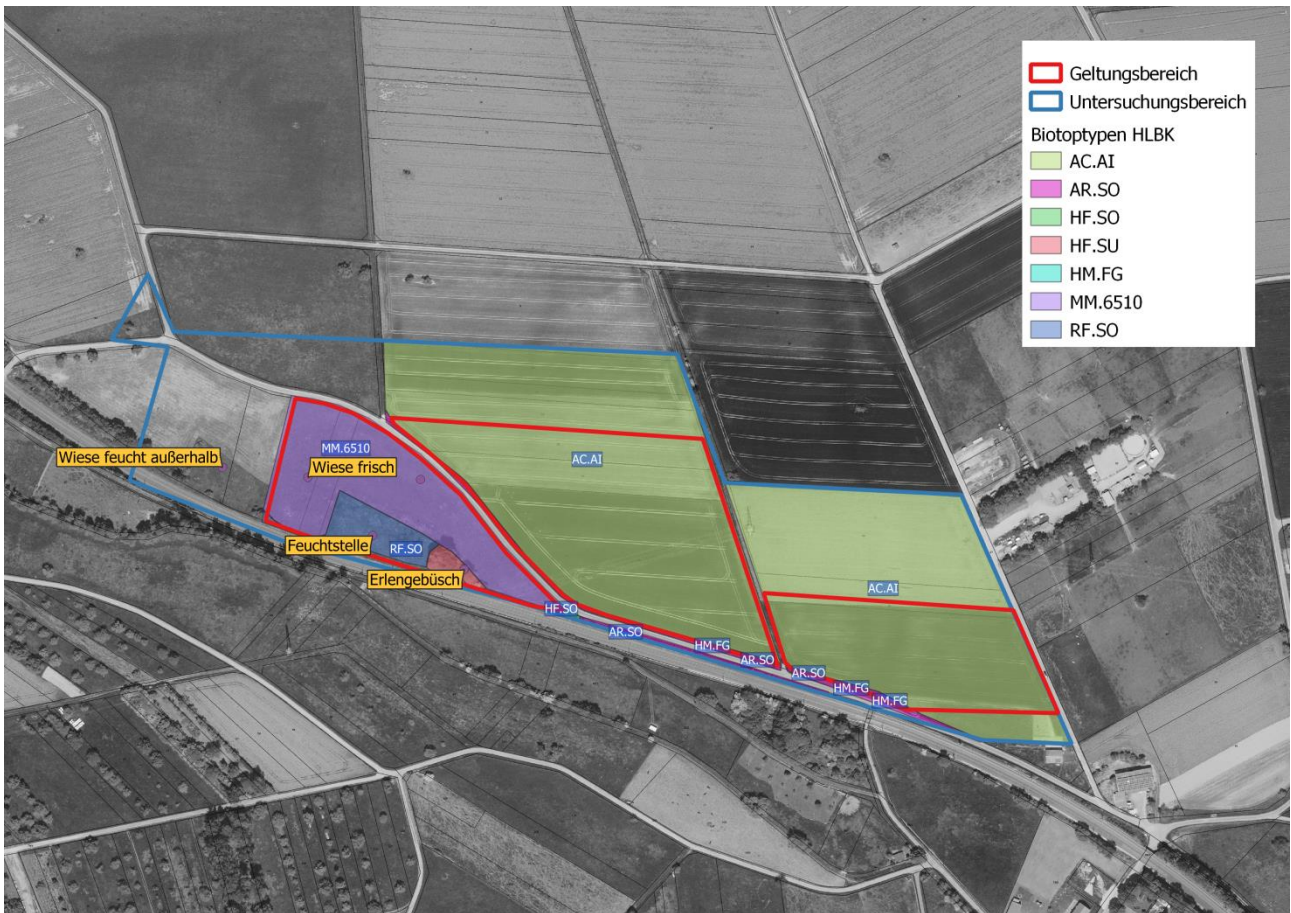 Geltungsbereich
Untersuchungsbereich
Biotoptypen HLBK
AC.AI
AR.SO
HF.SO
HF.SU
HM.FG
MM.6510
RF.SO
MM.6510
Wiese feucht außerhalb
Wiese frisch
AC.AI
Feuchtstelle
RF.SO
Erlengebüsch
AC.AI
HF.SO
AR.SO
HM.FG
AR.SO
AR.SO
HM.FG
HM.FG